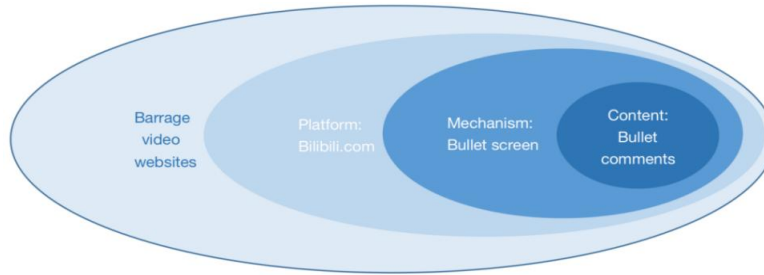 Barrage
video
websites
Platform:
Bilibili.com
Mechanism:
Bullet screen
Content:
Bullet
comments